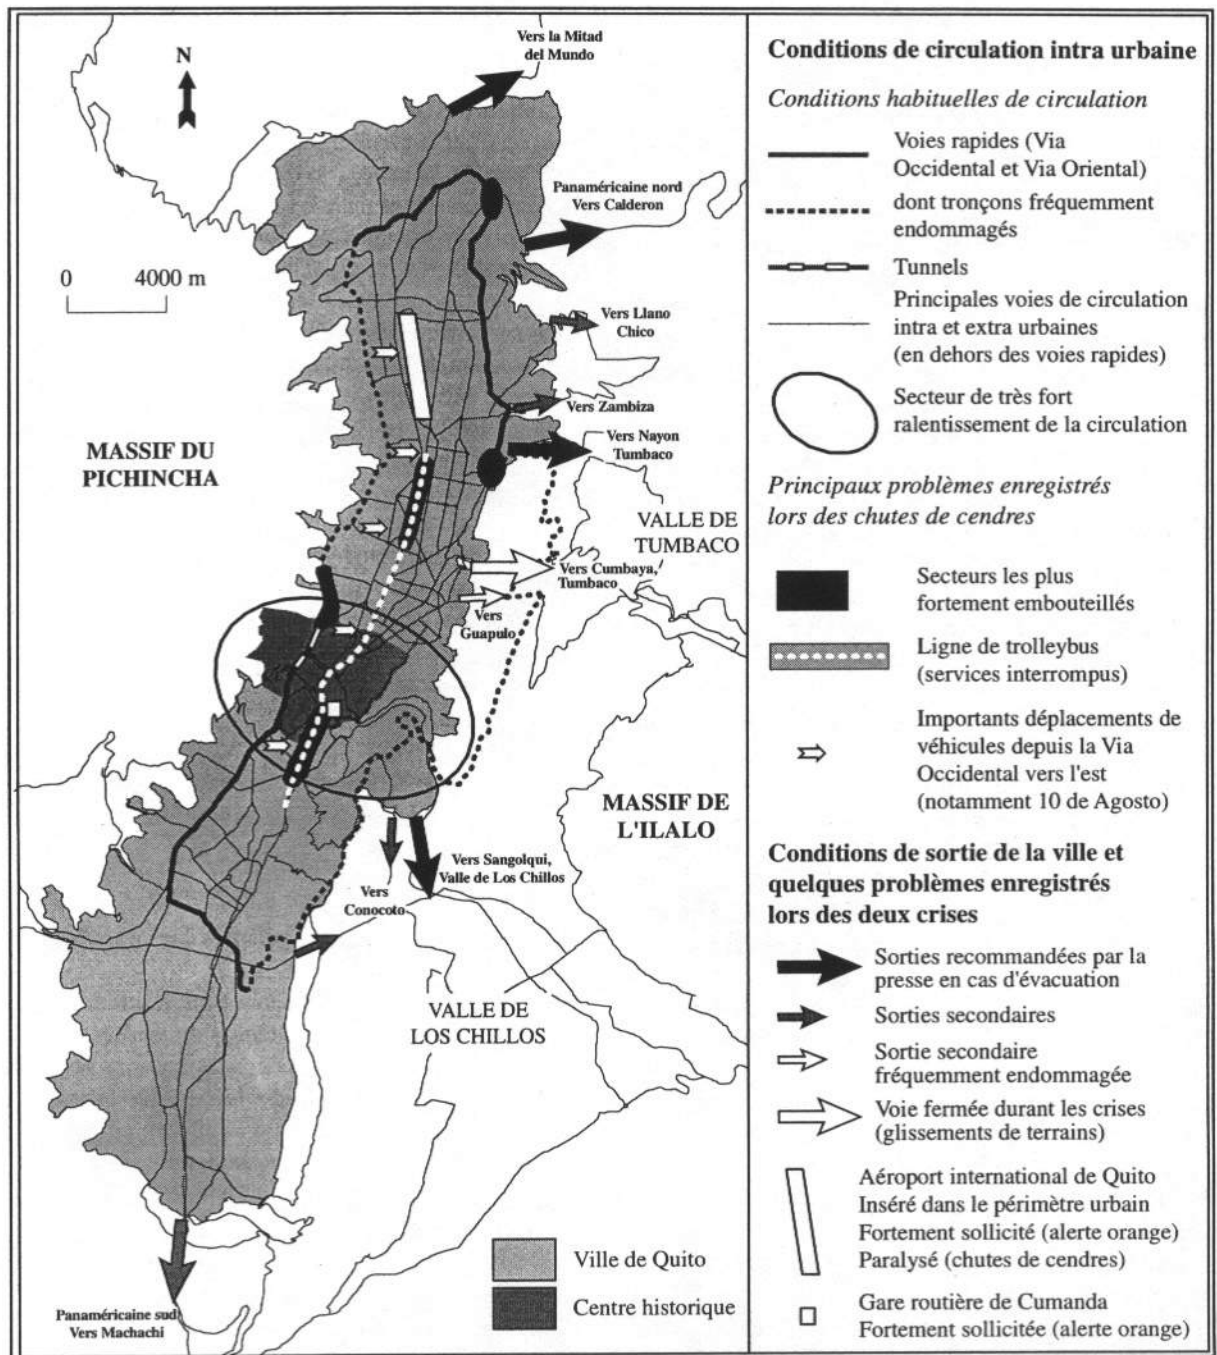 Vers la Mitad
del Mundo
N
Panaméricaine nord
Vers Calderon
0 4000 m
Vers Llano
Chico
Vers Zambiza
MASSIF DU
PICHINCHA
Vers Nayon
Tumbaco
VALLE DE
TUMBACO
Vers Cumbaya,
Tumbaco
Vers
Guapulo
MASSIF DE
L'ILALO
Vers Sangolqui,
Valle de Los Chillos
Vers
Conocoto
VALLE DE
LOS CHILLOS
Ville de Quito
Centre historique
Panaméricaine sud
Vers Machachi
Conditions de circulation intra urbaine
Conditions habituelles de circulation
Voies rapides (Via
Occidental et Via Oriental)
dont tronçons fréquemment
endommagés
Tunnels
Principales voies de circulation
intra et extra urbaines
(en dehors des voies rapides)
Secteur de très fort
ralentissement de la circulation
Principaux problèmes enregistrés
lors des chutes de cendres
Secteurs les plus
fortement embouteillés
Ligne de trolleybus
(services interrompus)
Importants déplacements de
véhicules depuis la Via
Occidental vers l'est
(notamment 10 de Agosto)
Conditions de sortie de la ville et
quelques problèmes enregistrés
lors des deux crises
Sorties recommandées par la
presse en cas d'évacuation
Sorties secondaires
Sortie secondaire
fréquemment endommagée
Voie fermée durant les crises
(glissements de terrains)
Aéroport international de Quito
Inséré dans le périmètre urbain
Fortement sollicité (alerte orange)
Paralysé (chutes de cendres)
Gare routière de Cumanda
Fortement sollicitée (alerte orange)